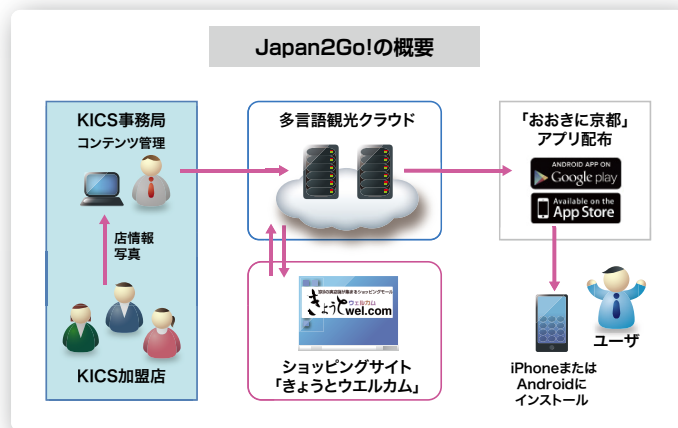 Japan2Go!の概要
KICS事務局
コンテンツ管理
店情報
写真
KICS加盟店
多言語観光クラウド
きょうと
ウェルカム
wel.com
ショッピングサイト
「きょうとウエルカム」
「おおきに京都」
アプリ配布
ANDROID APP ON
Google play
Available on the
App Store
ユーザ
iPhoneまたは
Androidに
インストール